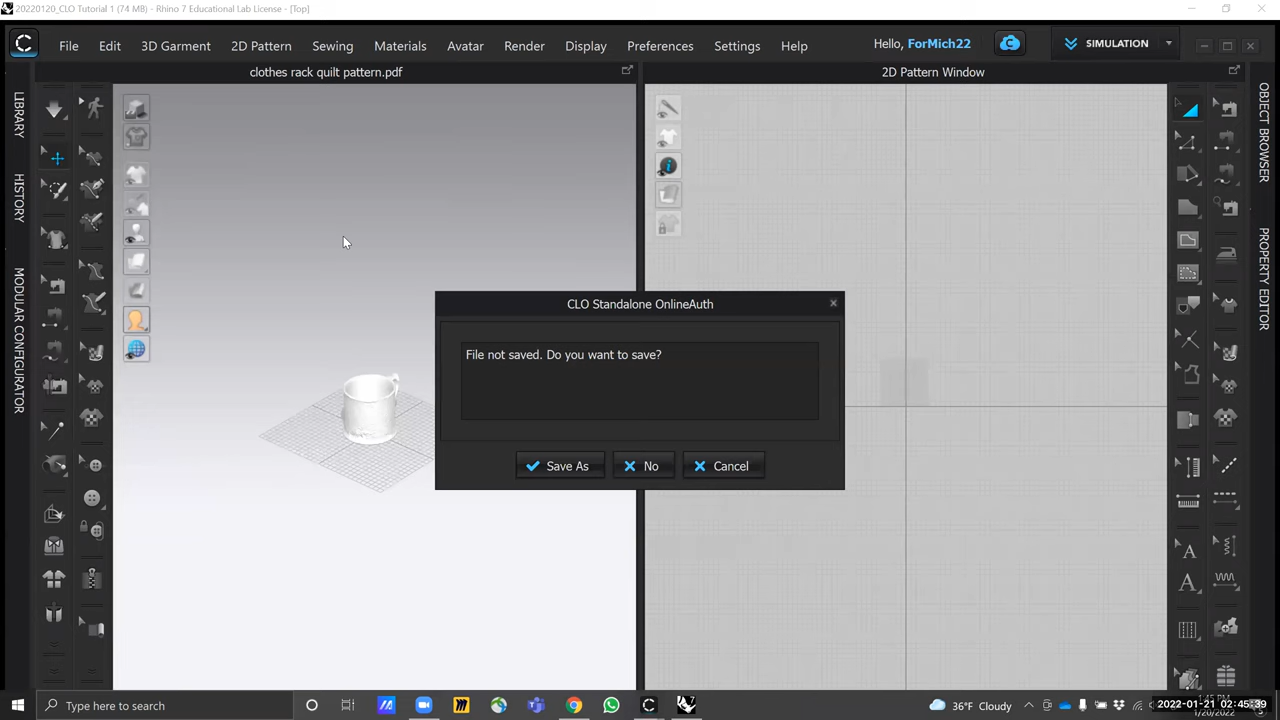 20220120_CLO Tutorial 1 (74 MB) - Rhino 7 Educational Lab License - [Top]
File Edit 3D Garment 2D Pattern Sewing Materials Avatar Render Display Preferences Settings Help Hello, ForMich22 SIMULATION
clothes rack quilt pattern.pdf 2D Pattern Window
LIBRARY
HISTORY
MODULAR CONFIGURATOR
OBJECT BROWSER
PROPERTY EDITOR
CLO Standalone OnlineAuth
File not saved. Do you want to save?
Save As No Cancel
Type here to search 36°F Cloudy
2022-01-21 02:45:39